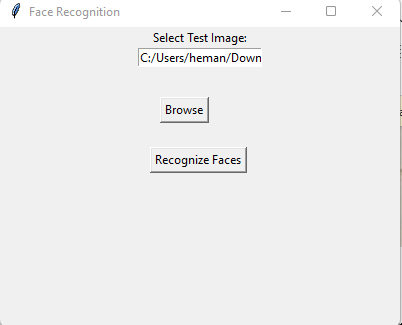 Face Recognition
Select Test Image:
C:/Users/heman/Down
Browse
Recognize Faces